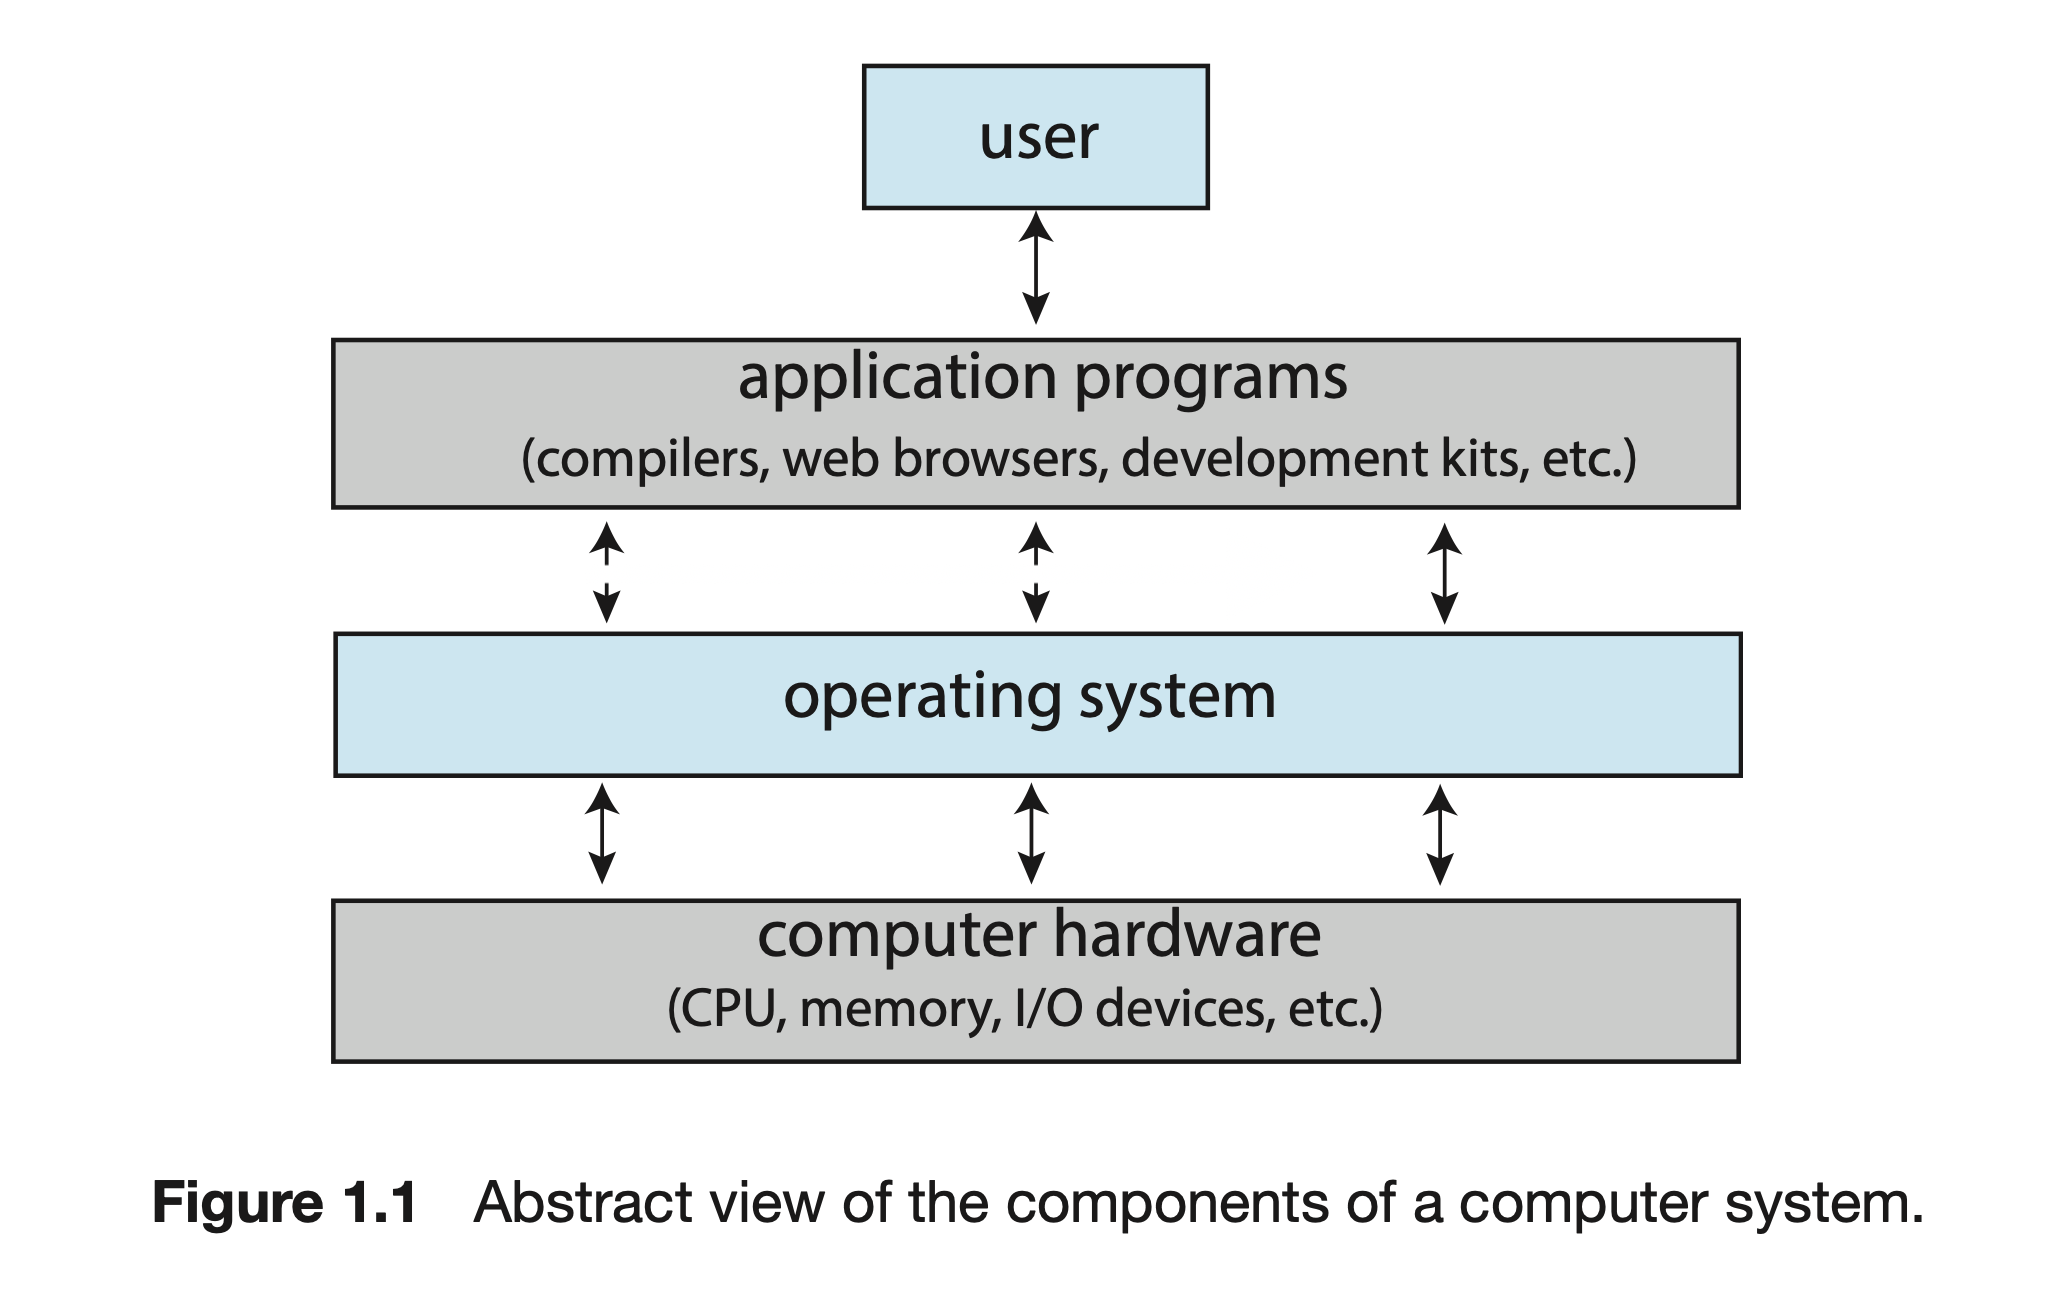 user
application programs
(compilers, web browsers, development kits, etc.)
operating system
computer hardware
(CPU, memory, I/O devices, etc.)
Figure 1.1 Abstract view of the components of a computer system.